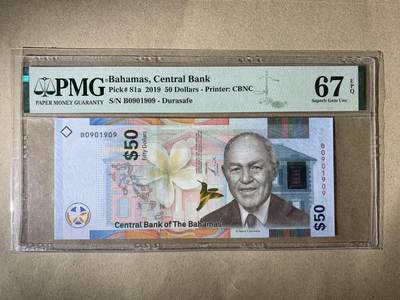 PMG
PAPER MONEY GUARANTY
Bahamas, Central Bank
Pick# 81a 2019 50 Dollars - Printer: CBNC
S/N B0901909 - Durasafe
67 EPQ
Superb Gem Unc
B0901909
$50
Fifty Dollars
B0901909
Central Bank of The Bahamas
$50